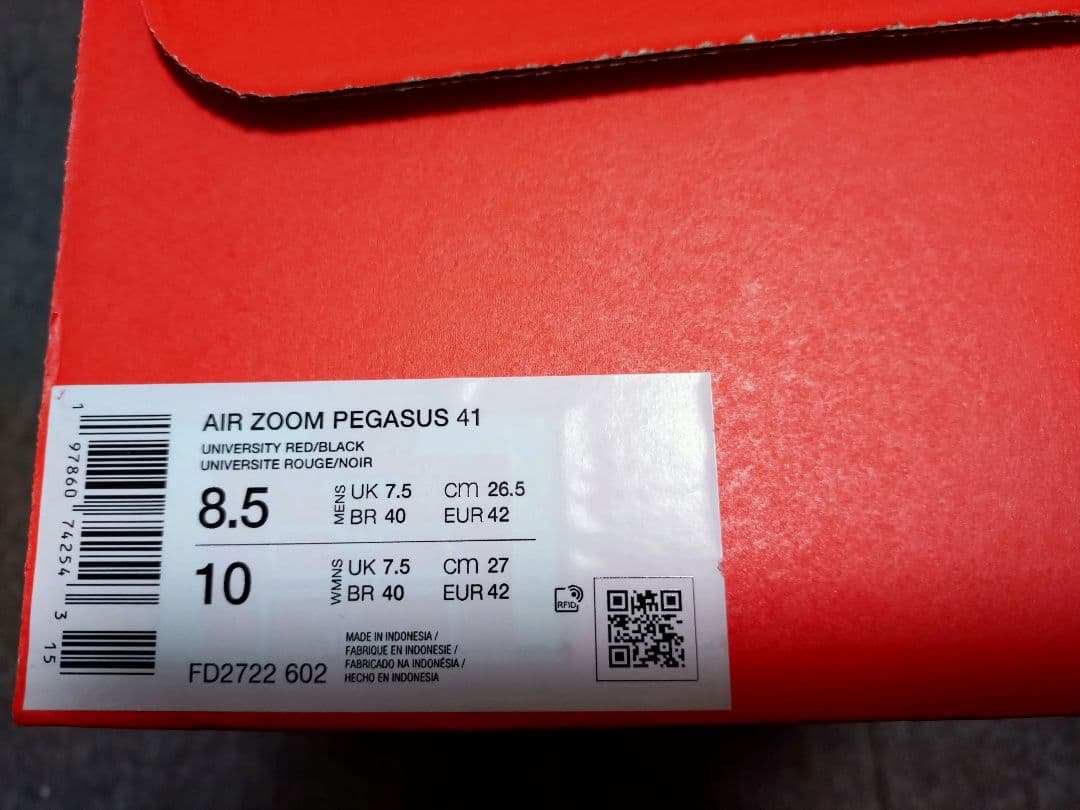 AIR ZOOM PEGASUS 41
UNIVERSITY RED/BLACK
UNIVERSITE ROUGE/NOIR
8.5 MENS UK 7.5 cm 26.5
BR 40 EUR 42
10 WMNS UK 7.5 cm 27
BR 40 EUR 42
RFID
MADE IN INDONESIA /
FABRIQUE EN INDONESIE /
FABRICADO NA INDONÉSIA /
HECHO EN INDONESIA
FD2722 602
1 97860 74254 3 15